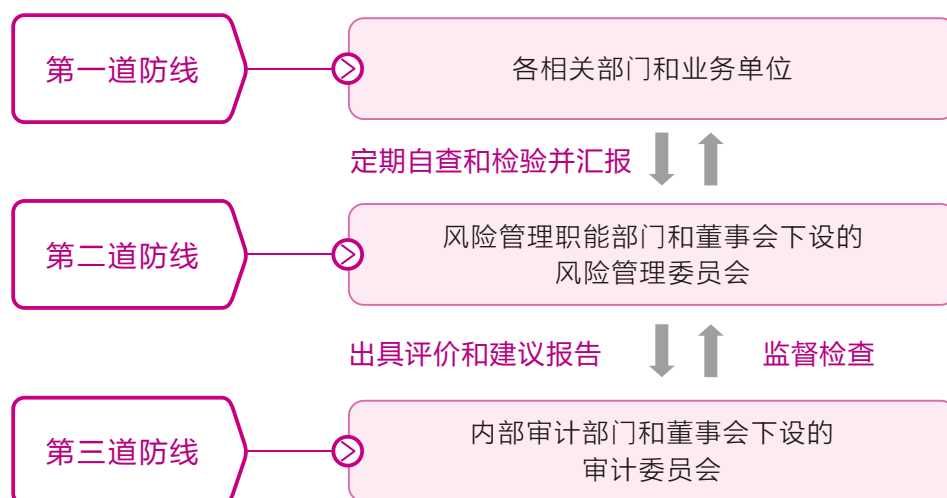 第一道防线
各相关部门和业务单位
定期自查和检验并汇报
第二道防线
风险管理职能部门和董事会下设的
风险管理委员会
出具评价和建议报告
监督检查
第三道防线
内部审计部门和董事会下设的
审计委员会